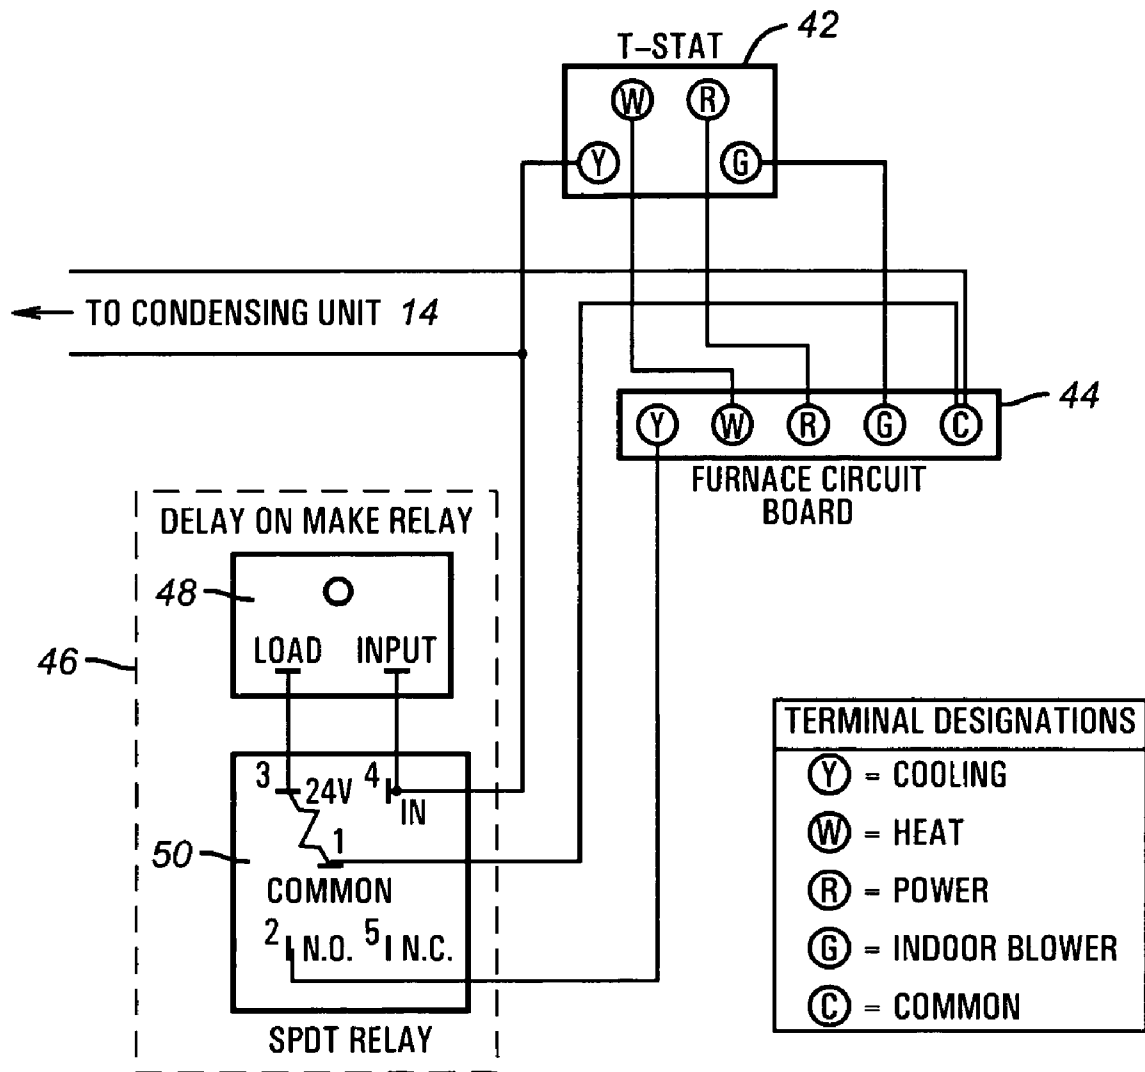 42
T-STAT
W R
Y G
TO CONDENSING UNIT 14
44
Y W R G C
FURNACE CIRCUIT
BOARD
DELAY ON MAKE RELAY
48
LOAD INPUT
46
3 24V 4
IN
1
50
COMMON
2 N.O. 5 N.C.
SPDT RELAY
TERMINAL DESIGNATIONS
Y = COOLING
W = HEAT
R = POWER
G = INDOOR BLOWER
C = COMMON